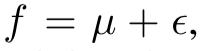 f = μ + ϵ,